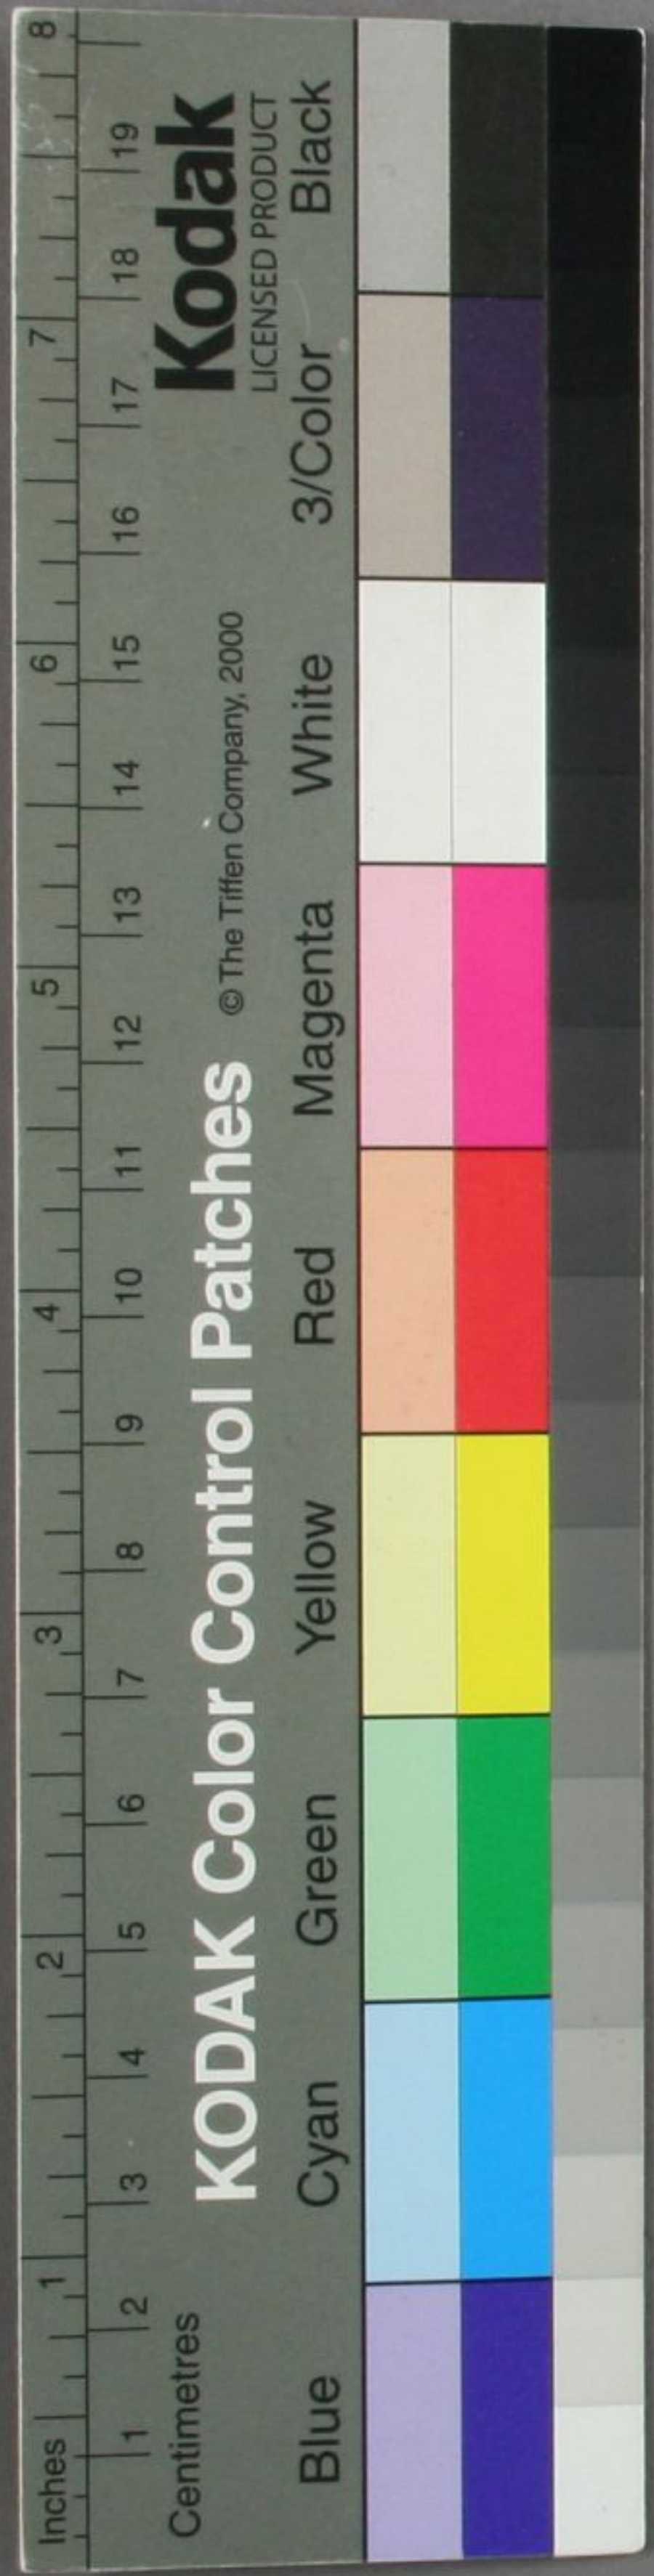 Inches 1 2 3 4 5 6 7 8
1 2 3 4 5 6 7 8 9 10 11 12 13 14 15 16 17 18 19
Centimetres
KODAK Color Control Patches © The Tiffen Company, 2000
Kodak
LICENSED PRODUCT
Blue Cyan Green Yellow Red Magenta White 3/Color Black